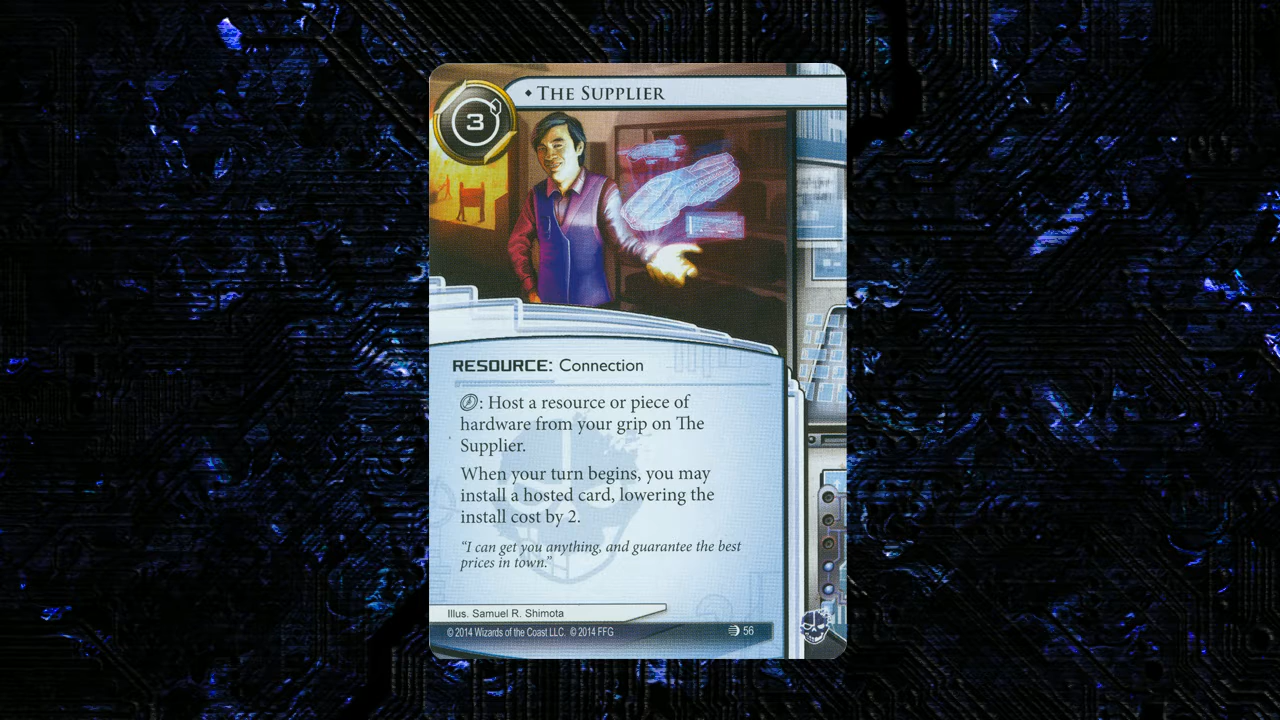 3
◆ THE SUPPLIER
RESOURCE: Connection
: Host a resource or piece of
hardware from your grip on The
Supplier.
When your turn begins, you may
install a hosted card, lowering the
install cost by 2.
“I can get you anything, and guarantee the best
prices in town.”
Illus. Samuel R. Shimota
© 2014 Wizards of the Coast LLC. © 2014 FFG
56